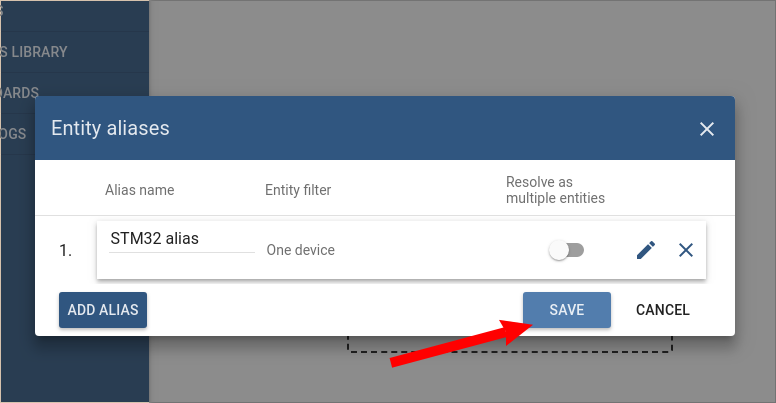 S LIBRARY
OGS
Entity aliases
Alias name
Entity filter
Resolve as
multiple entities
1.
STM32 alias
One device
ADD ALIAS
SAVE
CANCEL